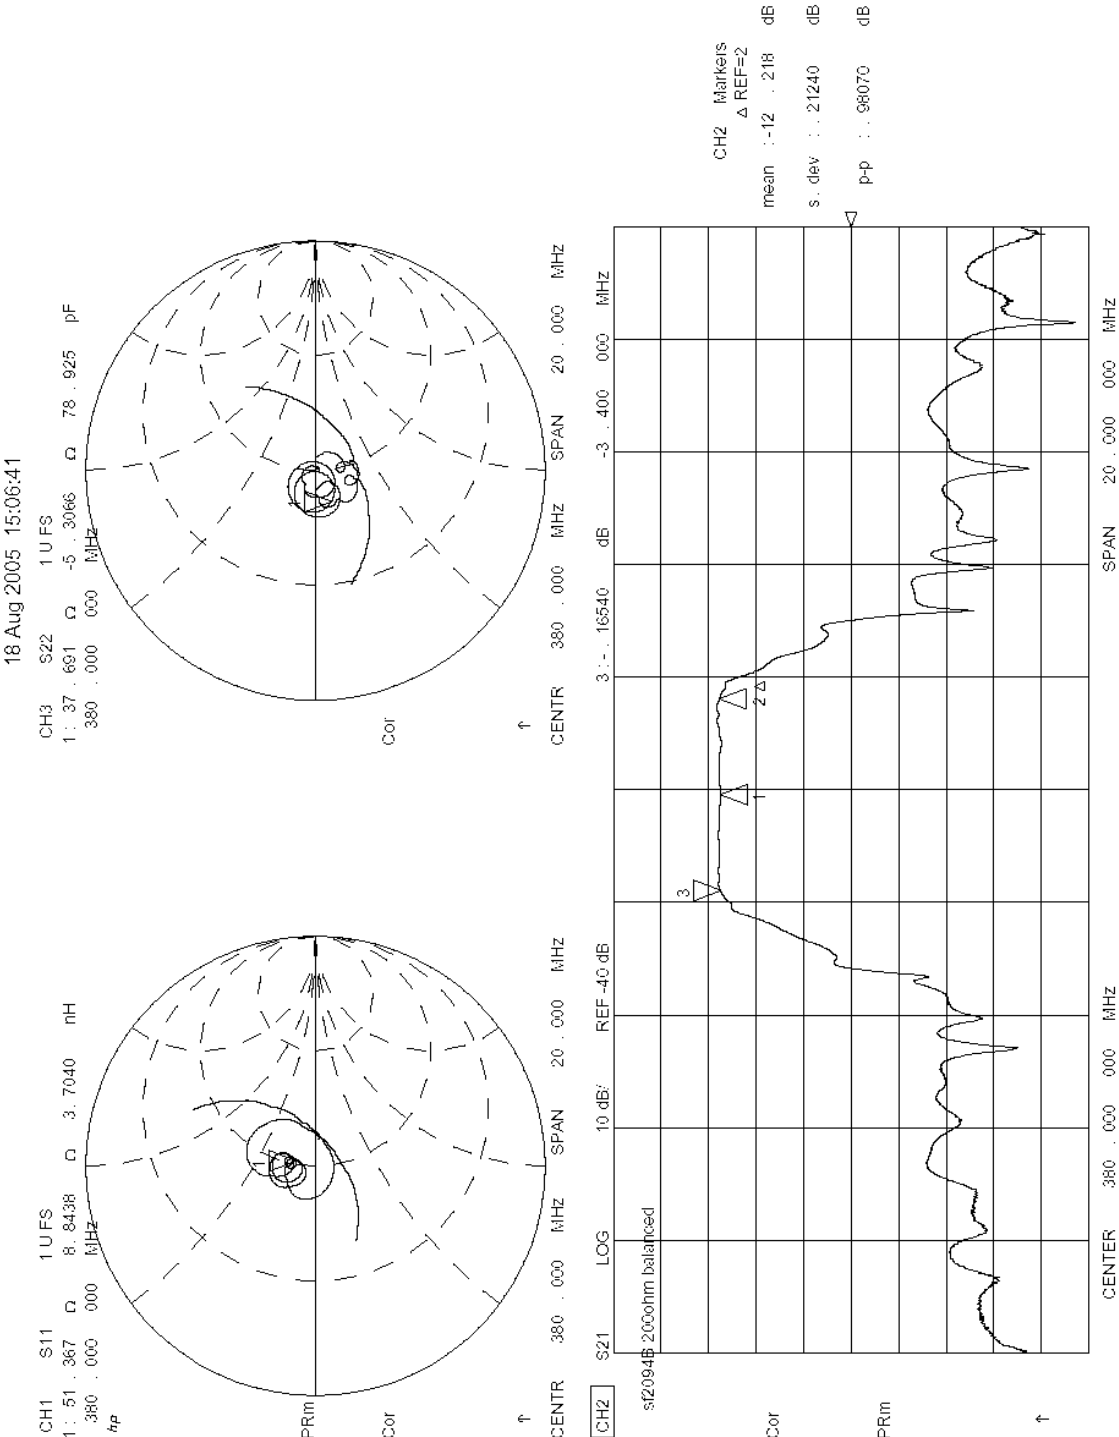 18 Aug 2005 15:06:41
CH1 S11 1 U FS
1 : 51 . 367 Ω 8 . 8438 Ω 3 . 7040 nH
380 . 000 000 MHz
hp
PRm
Cor
↑
CENTR 380 . 000 MHZ SPAN 20 . 000 MHZ
CH3 S22 1 U FS
1 : 37 . 691 Ω -5 . 3066 Ω 78 . 925 pF
380 . 000 000 MHz
Cor
↑
CENTR 380 . 000 MHZ SPAN 20 . 000 MHZ
CH2 S21 LOG 10 dB/ REF -40 dB 3 :- . 16540 dB -3 . 400 000 MHZ
sf2094B 200ohm balanced
Cor
PRm
↑
3
1
2
CH2 Markers
Δ REF=2
mean : -12 . 218 dB
s. dev : . 21240 dB
p-p : . 98070 dB
CENTER 380 . 000 000 MHZ SPAN 20 . 000 000 MHZ